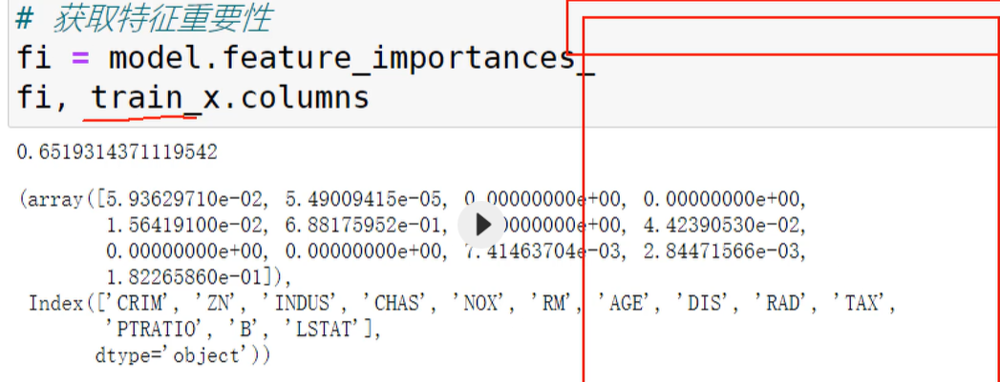 # 获取特征重要性
fi = model.feature_importances_
fi, train_x.columns
0.6519314371119542
(array([5.93629710e-02, 5.49009415e-05, 0.00000000e+00, 0.00000000e+00,
1.56419100e-02, 6.88175952e-01, 0000000e+00, 4.42390530e-02,
0.00000000e+00, 0.00000000e+00, 7.41463704e-03, 2.84471566e-03,
1.82265860e-01]),
Index(['CRIM', 'ZN', 'INDUS', 'CHAS', 'NOX', 'RM', 'AGE', 'DIS', 'RAD', 'TAX',
'PTRATIO', 'B', 'LSTAT'],
dtype='object'))